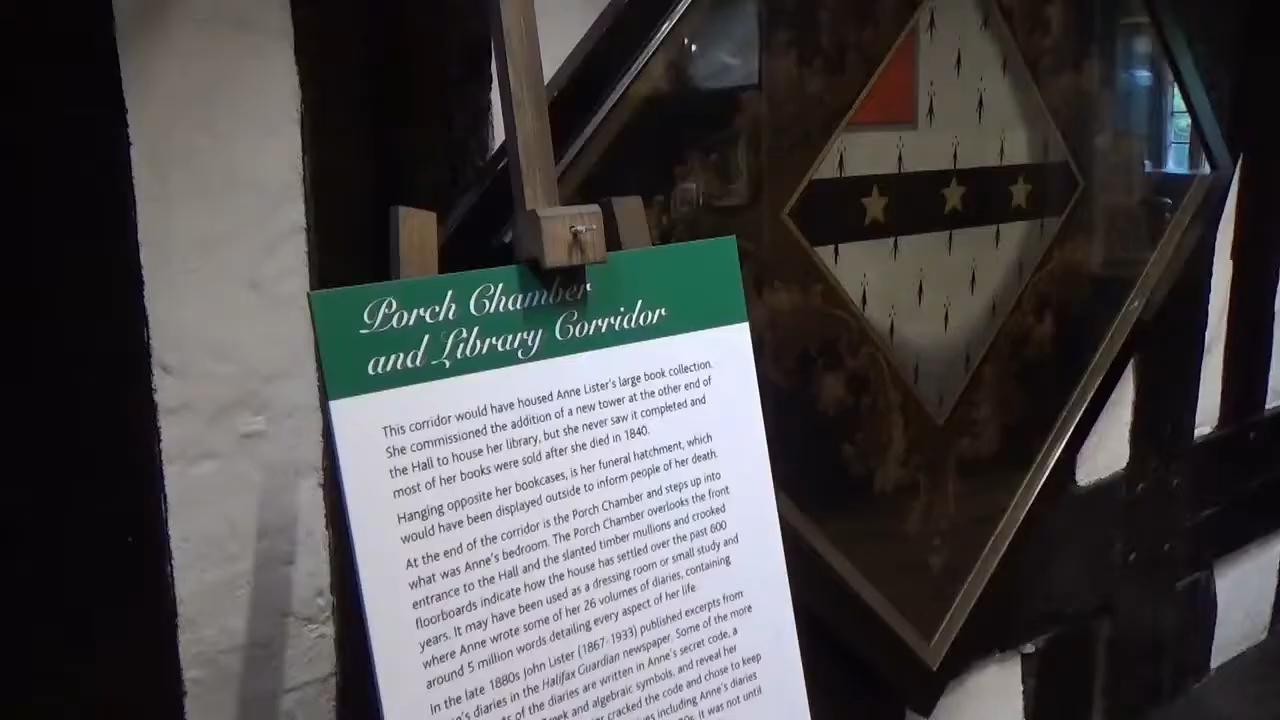 Porch Chamber
and Library Corridor
This corridor would have housed Anne Lister's large book collection.
She commissioned the addition of a new tower at the other end of
the Hall to house her library, but she never saw it completed and
most of her books were sold after she died in 1840.
Hanging opposite her bookcases, is her funeral hatchment, which
would have been displayed outside to inform people of her death.
At the end of the corridor is the Porch Chamber and steps up into
what was Anne's bedroom. The Porch Chamber overlooks the front
entrance to the Hall and the slanted timber mullions and crooked
floorboards indicate how the house has settled over the past 600
years. It may have been used as a dressing room or small study and
where Anne wrote some of her 26 volumes of diaries, containing
around 5 million words detailing every aspect of her life.
In the late 1880s John Lister (1867-1933) published excerpts from
diaries in the Halifax Guardian newspaper. Some of the more
of the diaries are written in Anne's secret code, a
and algebraic symbols, and reveal her
cracked the code and chose to keep
including Anne's diaries
It was not until